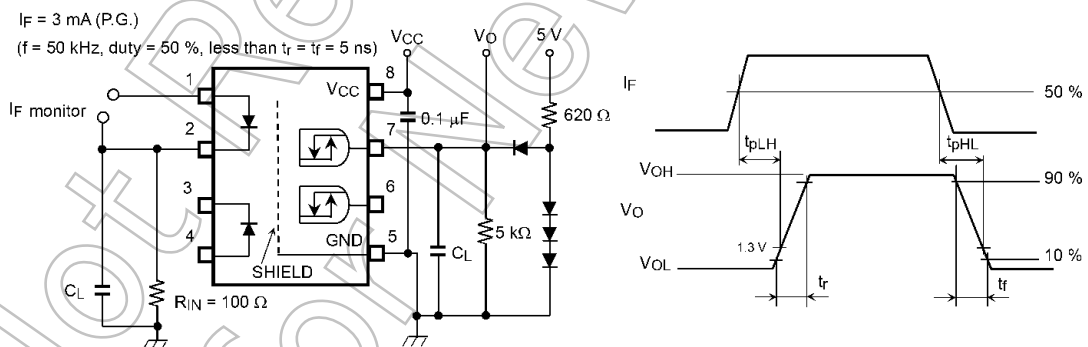 IF = 3 mA (P.G.)
(f = 50 kHz, duty = 50 %, less than tr = tf = 5 ns)
VCC
VO
5 V
1
8
VCC
IF monitor
0.1 μF
620 Ω
2
7
3
6
4
GND
5
SHIELD
CL
5 kΩ
CL
RIN = 100 Ω
IF
50 %
tpLH
tpHL
VOH
90 %
VO
1.3 V
10 %
VOL
tr
tf